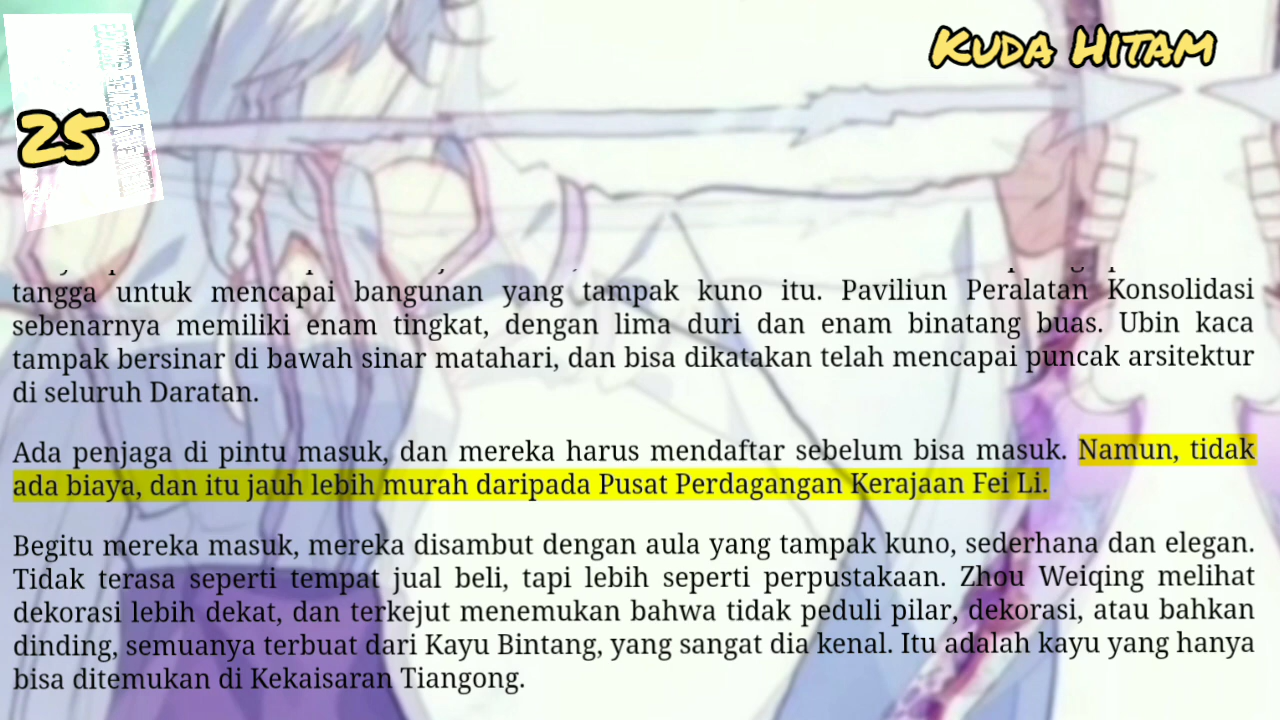 Kuda Hitam
25
tangga untuk mencapai bangunan yang tampak kuno itu. Paviliun Peralatan Konsolidasi
sebenarnya memiliki enam tingkat, dengan lima duri dan enam binatang buas. Ubin kaca
tampak bersinar di bawah sinar matahari, dan bisa dikatakan telah mencapai puncak arsitektur
di seluruh Daratan.
Ada penjaga di pintu masuk, dan mereka harus mendaftar sebelum bisa masuk. Namun, tidak
ada biaya, dan itu jauh lebih murah daripada Pusat Perdagangan Kerajaan Fei Li.
Begitu mereka masuk, mereka disambut dengan aula yang tampak kuno, sederhana dan elegan.
Tidak terasa seperti tempat jual beli, tapi lebih seperti perpustakaan. Zhou Weiqing melihat
dekorasi lebih dekat, dan terkejut menemukan bahwa tidak peduli pilar, dekorasi, atau bahkan
dinding, semuanya terbuat dari Kayu Bintang, yang sangat dia kenal. Itu adalah kayu yang hanya
bisa ditemukan di Kekaisaran Tiangong.